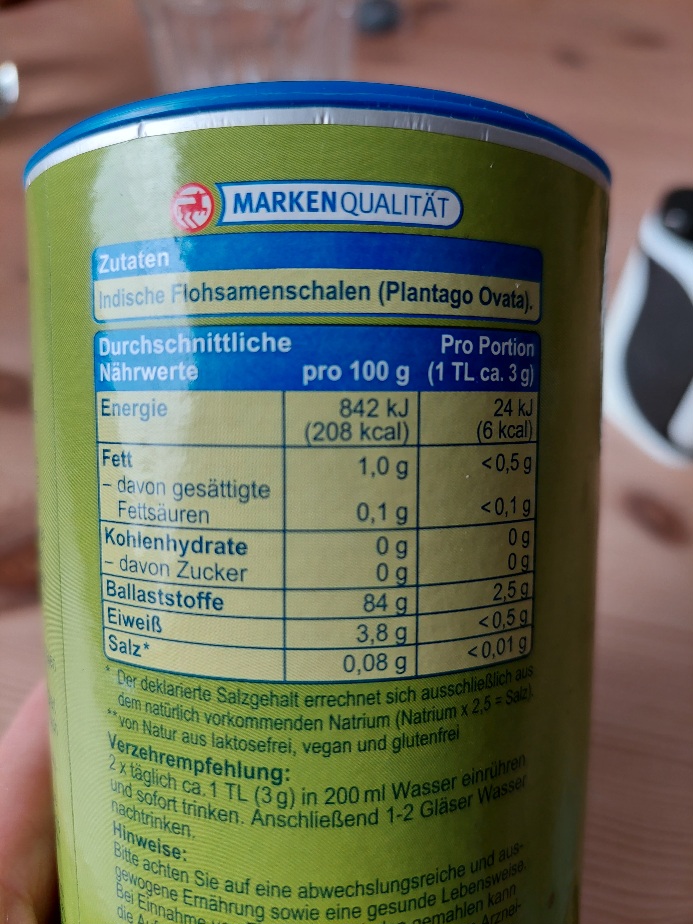 MARKENQUALITÄT
Zutaten
Indische Flohsamenschalen (Plantago Ovata).
Durchschnittliche Pro Portion
Nährwerte pro 100 g (1 TL ca. 3 g)
Energie 842 kJ 24 kJ
(208 kcal) (6 kcal)
Fett 1,0 g <0,5 g
– davon gesättigte
Fettsäuren 0,1 g <0,1 g
Kohlenhydrate 0 g 0 g
– davon Zucker 0 g 0 g
Ballaststoffe 84 g 2,5 g
Eiweiß 3,8 g <0,5 g
Salz* 0,08 g <0,01 g
* Der deklarierte Salzgehalt errechnet sich ausschließlich aus
dem natürlich vorkommenden Natrium (Natrium x 2,5 = Salz).
**von Natur aus laktosefrei, vegan und glutenfrei
Verzehrempfehlung:
2 x täglich ca. 1 TL (3 g) in 200 ml Wasser einrühren
und sofort trinken. Anschließend 1-2 Gläser Wasser
nachtrinken.
Hinweise:
Bitte achten Sie auf eine abwechslungsreiche und aus-
gewogene Ernährung sowie eine gesunde Lebensweise.
Bei Einnahme gemahlen kann
die Arznei-